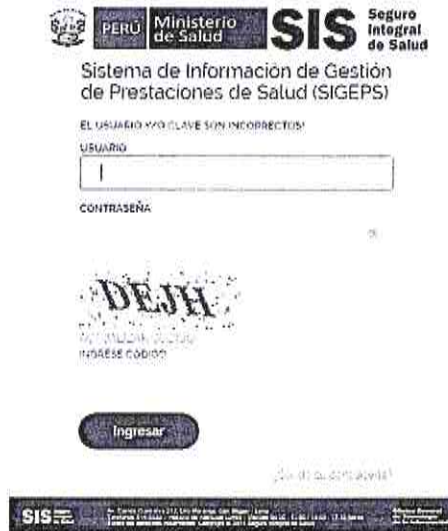 PERÚ
Ministerio
de Salud
SIS
Seguro
Integral
de Salud
Sistema de Información de Gestión
de Prestaciones de Salud (SIGEPS)
EL USUARIO Y/O CLAVE SON INCORRECTOS!
USUARIO
CONTRASEÑA
DEJH
INGRESE CODIGO
Ingresar
SIS